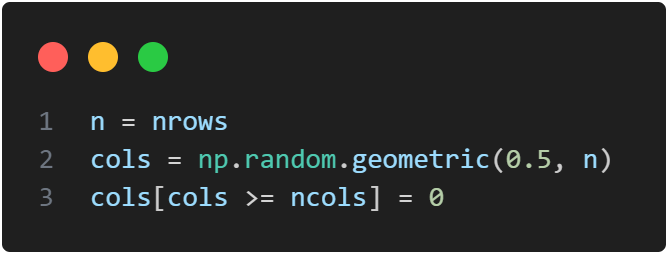 1 n = nrows
2 cols = np.random.geometric(0.5, n)
3 cols[cols >= ncols] = 0